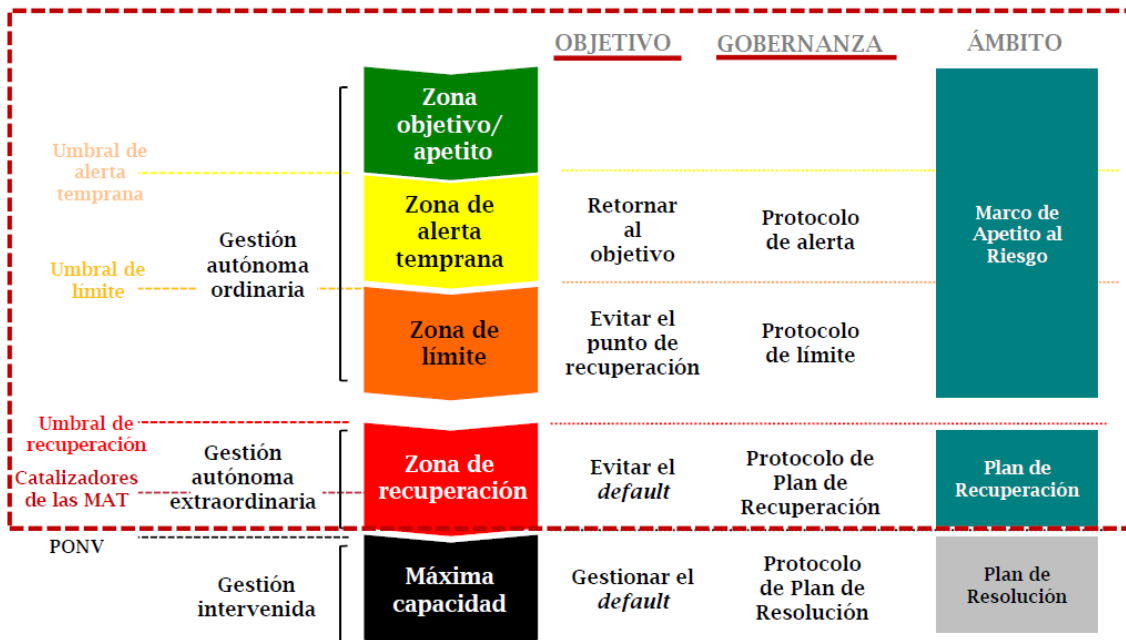 OBJETIVO
GOBERNANZA
ÁMBITO
Zona
objetivo/
apetito
Umbral de
alerta
temprana
Zona de
alerta
temprana
Retornar
al
objetivo
Protocolo
de alerta
Marco de
Apetito al
Riesgo
Gestión
autónoma
ordinaria
Umbral de
límite
Zona de
límite
Evitar el
punto de
recuperación
Protocolo
de límite
Umbral de
recuperación
Catalizadores
de las MAT
Gestión
autónoma
extraordinaria
Zona de
recuperación
Evitar el
default
Protocolo de
Plan de
Recuperación
Plan de
Recuperación
PONV
Gestión
intervenida
Máxima
capacidad
Gestionar el
default
Protocolo
de Plan de
Resolución
Plan de
Resolución